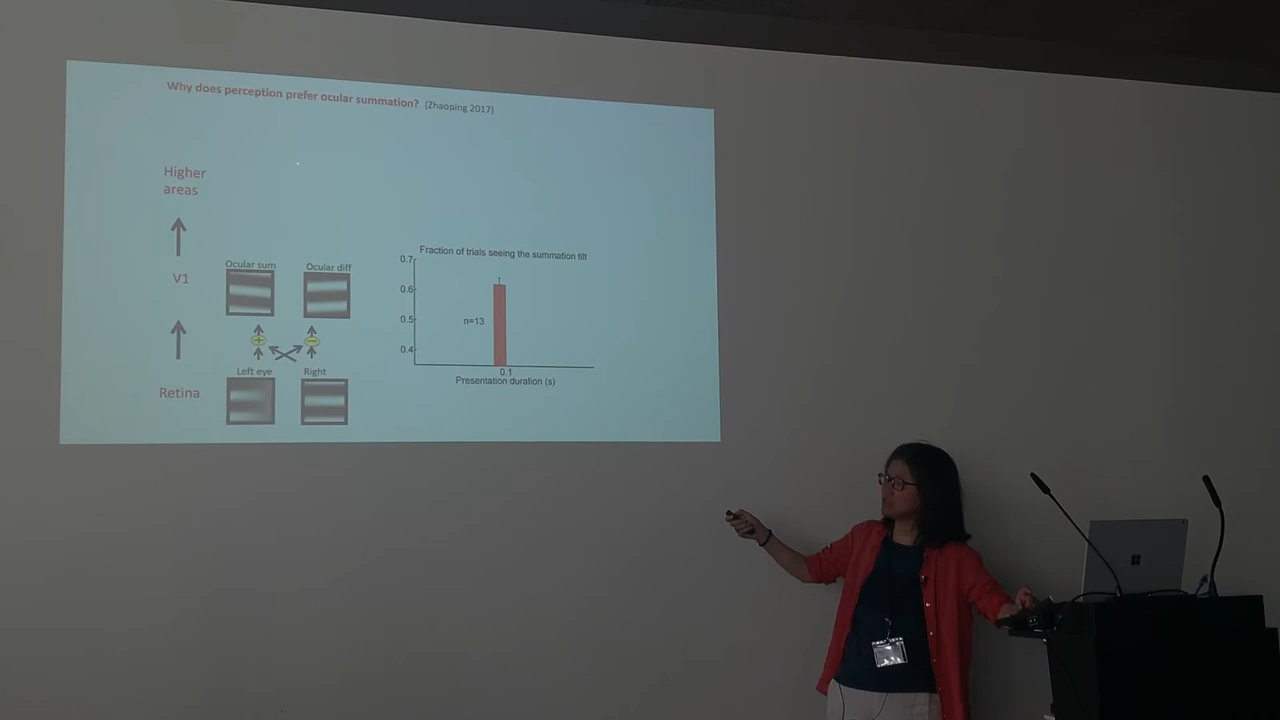 Why does perception prefer ocular summation? (Zhaoping 2017)
Higher
areas
V1
Retina
Ocular sum
Ocular diff
+
−
Left eye
Right
Fraction of trials seeing the summation tilt
0.7
0.6
0.5
0.4
n=13
0.1
Presentation duration (s)